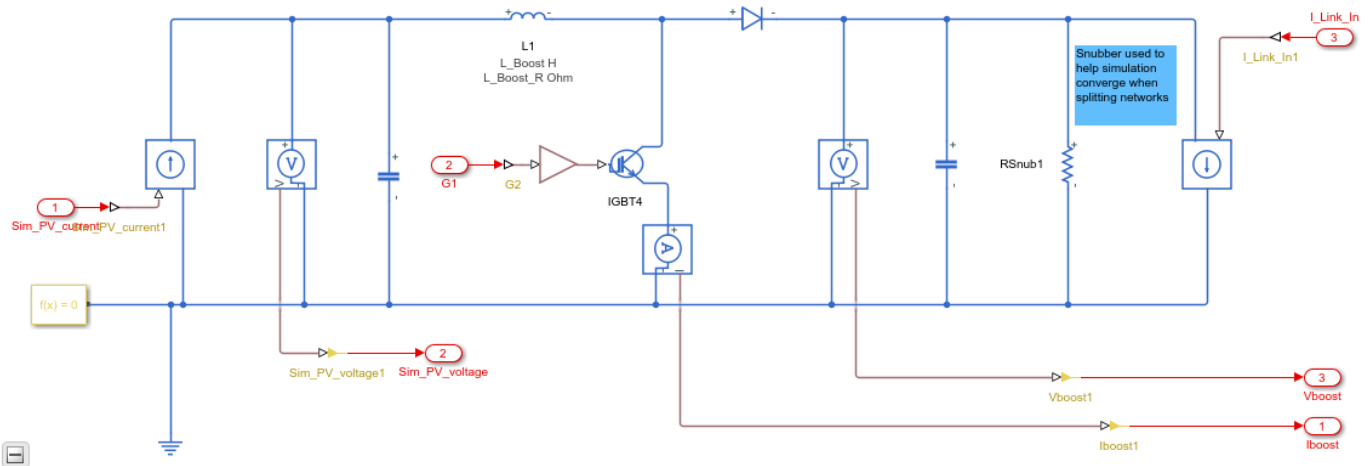 I_Link_In
3
I_Link_In1
L1
L_Boost H
L_Boost_R Ohm
Snubber used to
help simulation
converge when
splitting networks
+
-
+
-
+
V
+
-
2
G1
G2
IGBT4
+
V
+
-
RSnub1
+
-
1
Sim_PV_current
Sim_PV_current1
+
A
I
f(x) = 0
Sim_PV_voltage1
2
Sim_PV_voltage
Vboost1
3
Vboost
Iboost1
1
Iboost